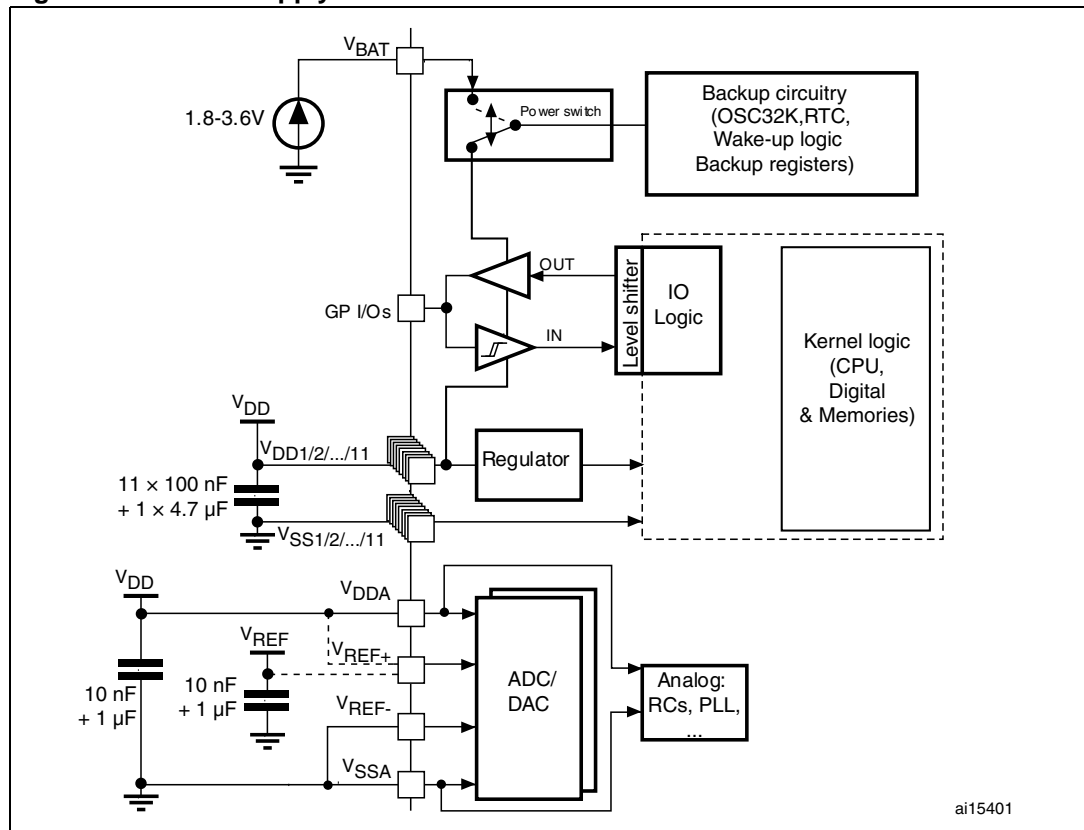 V_BAT
1.8-3.6V
Power switch
Backup circuitry
(OSC32K,RTC,
Wake-up logic
Backup registers)
OUT
GP I/Os
IN
Level shifter
IO
Logic
Kernel logic
(CPU,
Digital
& Memories)
V_DD
V_DD1/2/.../11
Regulator
11 × 100 nF
+ 1 × 4.7 µF
V_SS1/2/.../11
V_DD
V_DDA
V_REF
V_REF+
10 nF
+ 1 µF
10 nF
+ 1 µF
V_REF-
V_SSA
ADC/
DAC
Analog:
RCs, PLL,
...
ai15401